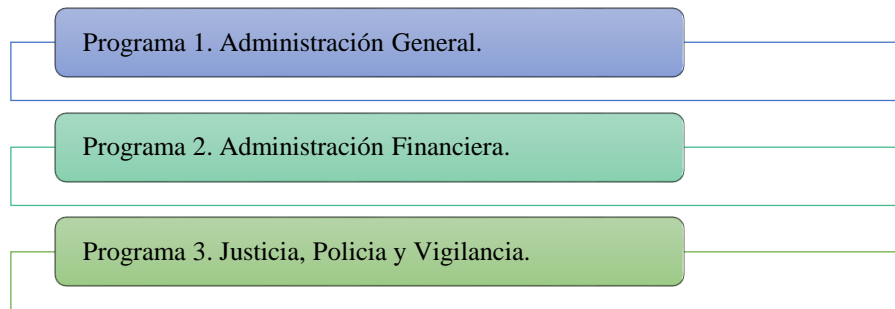 Programa 1. Administración General.
Programa 2. Administración Financiera.
Programa 3. Justicia, Policia y Vigilancia.